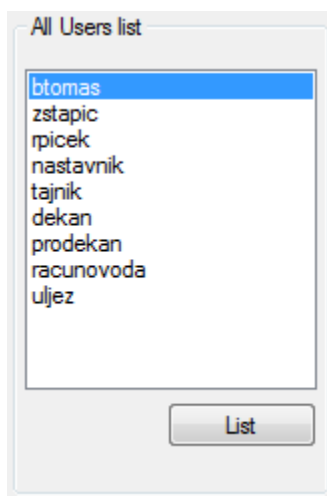 All Users list
btomas
zstapic
rpicek
nastavnik
tajnik
dekan
prodekan
racunovoda
uljez
List